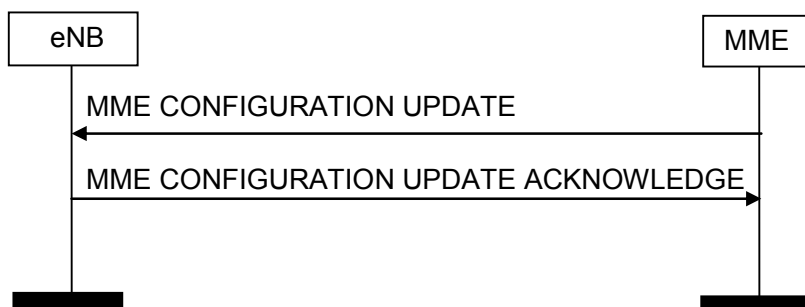 eNB
MME
MME CONFIGURATION UPDATE
MME CONFIGURATION UPDATE ACKNOWLEDGE